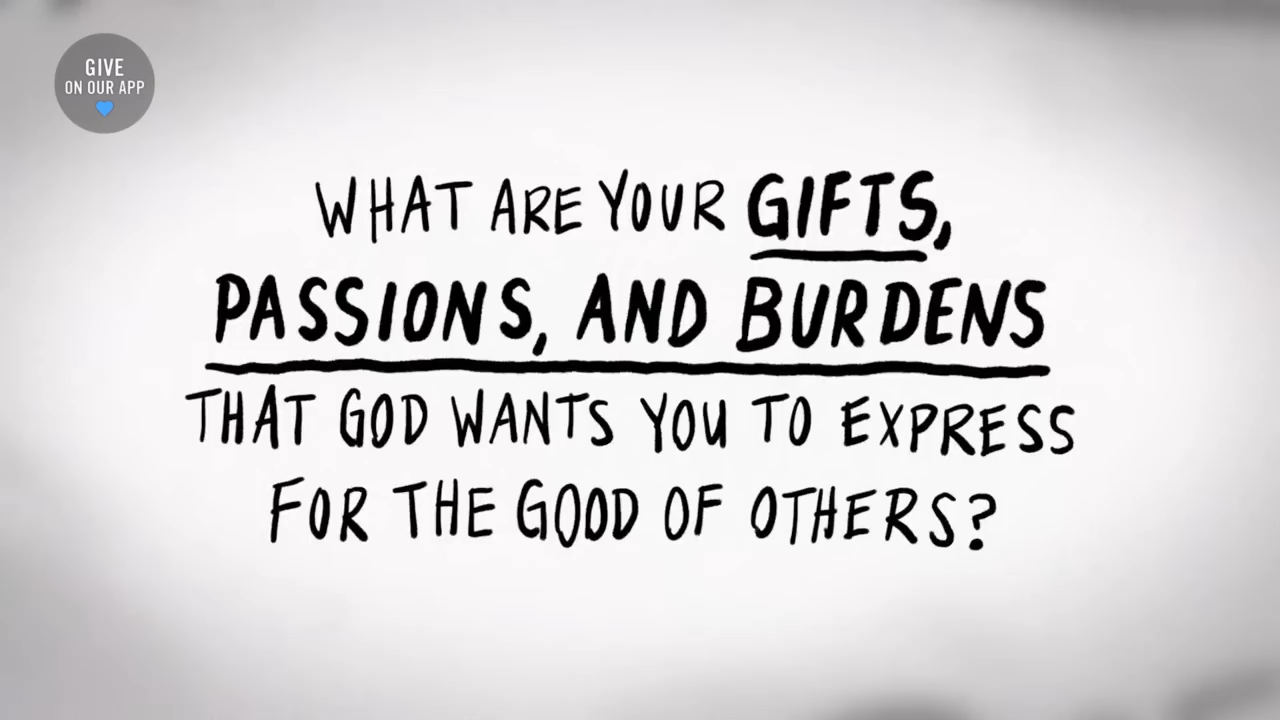 GIVE
ON OUR APP
WHAT ARE YOUR GIFTS,
PASSIONS, AND BURDENS
THAT GOD WANTS YOU TO EXPRESS
FOR THE GOOD OF OTHERS?